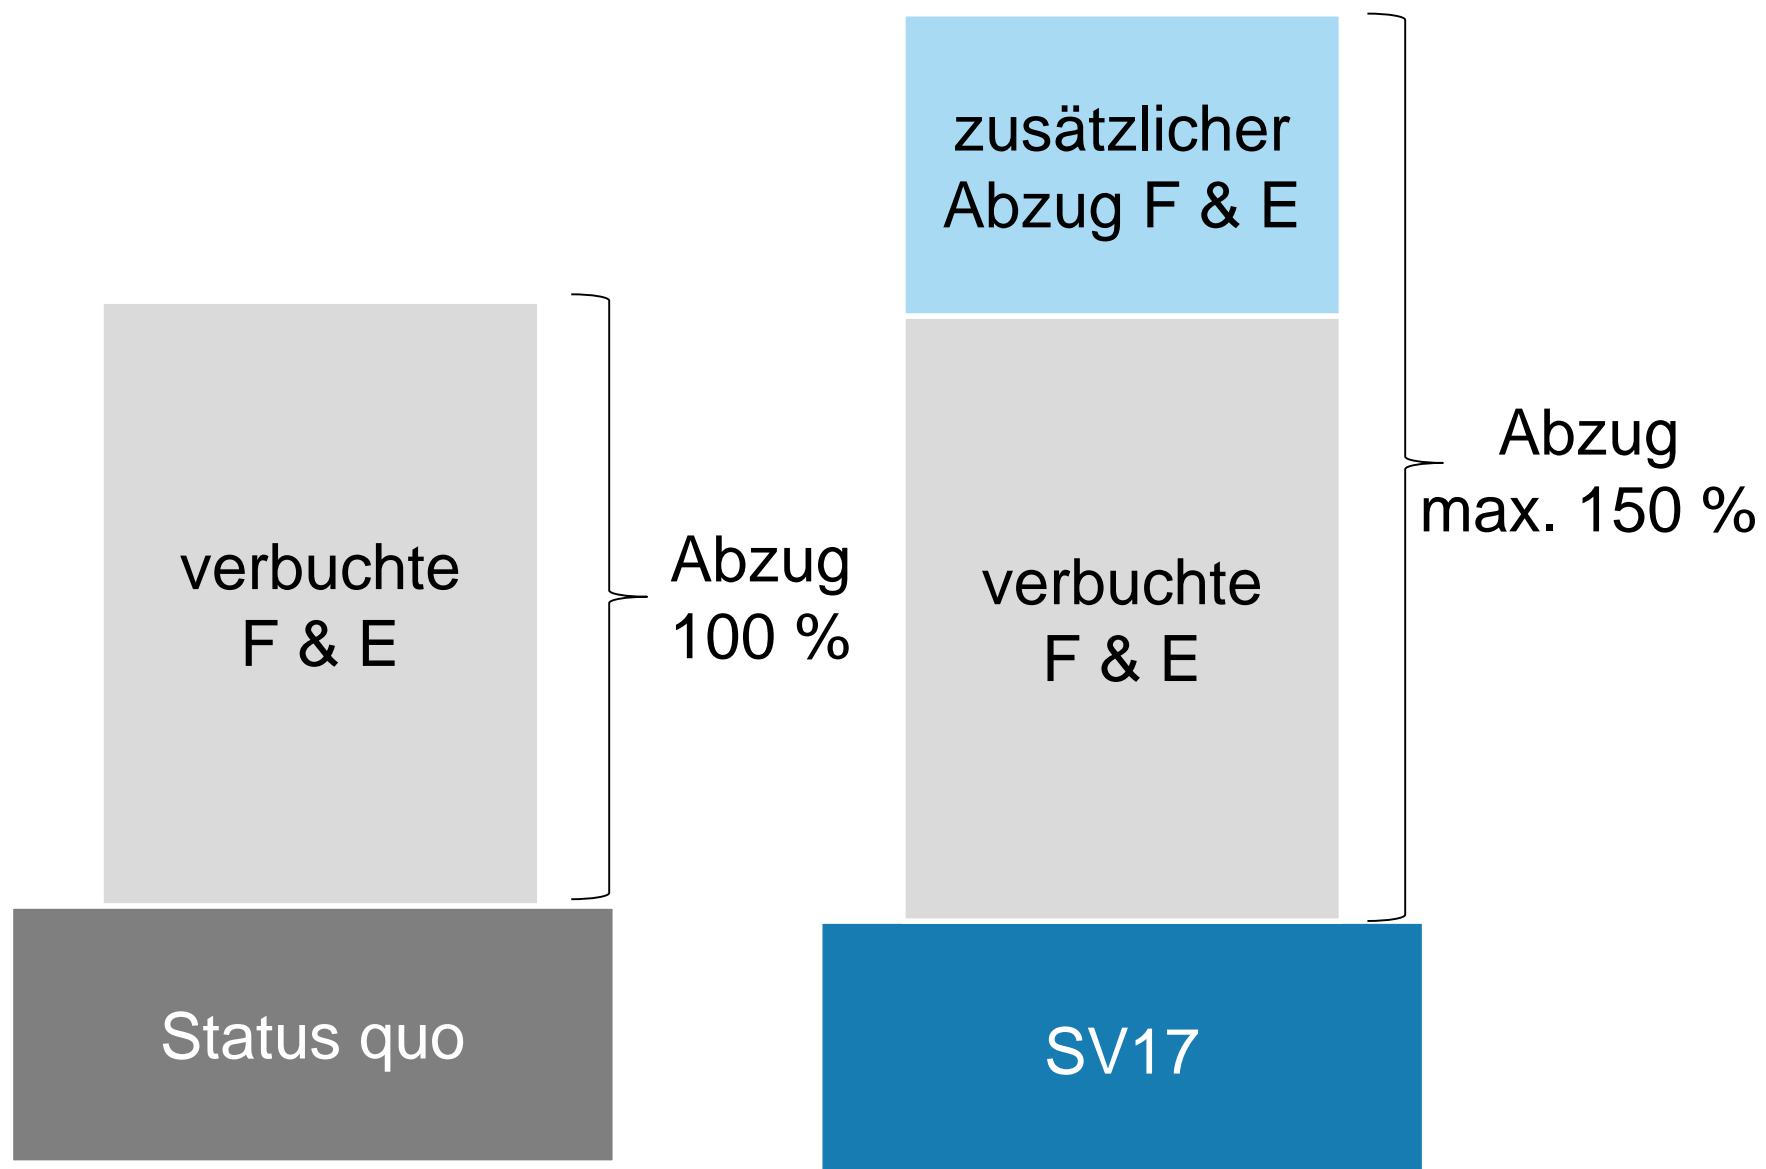 verbuchte
F & E
Abzug
100 %
Status quo
zusätzlicher
Abzug F & E
verbuchte
F & E
Abzug
max. 150 %
SV17